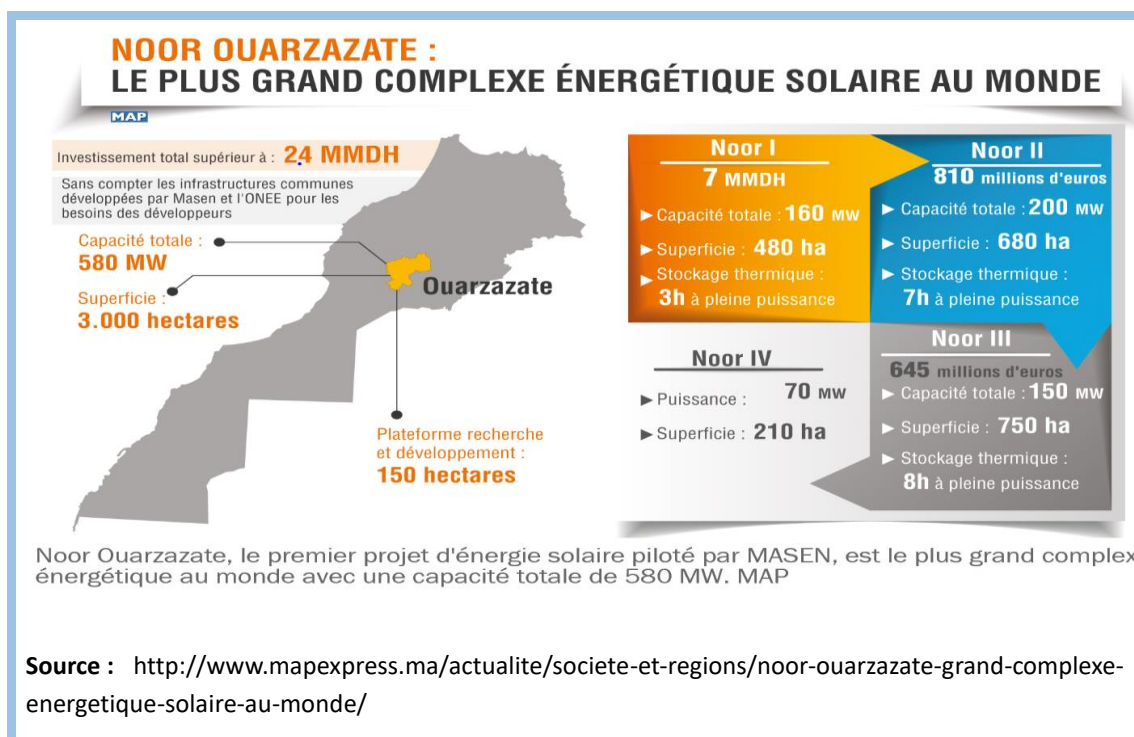 NOOR OUARZAZATE :
LE PLUS GRAND COMPLEXE ÉNERGÉTIQUE SOLAIRE AU MONDE
MAP
Investissement total supérieur à : 24 MMDH
Sans compter les infrastructures communes
développées par Masen et l'ONEE pour les
besoins des développeurs
Capacité totale :
580 MW
Superficie :
3.000 hectares
Ouarzazate
Plateforme recherche
et développement :
150 hectares
Noor I
7 MMDH
Capacité totale : 160 MW
Superficie : 480 ha
Stockage thermique :
3h à pleine puissance
Noor II
810 millions d'euros
Capacité totale : 200 MW
Superficie : 680 ha
Stockage thermique :
7h à pleine puissance
Noor III
645 millions d'euros
Capacité totale : 150 MW
Superficie : 750 ha
Stockage thermique :
8h à pleine puissance
Noor IV
Puissance : 70 MW
Superficie : 210 ha
Noor Ouarzazate, le premier projet d'énergie solaire piloté par MASEN, est le plus grand complex
énergétique au monde avec une capacité totale de 580 MW. MAP
Source : http://www.mapexpress.ma/actualite/societe-et-regions/noor-ouarzazate-grand-complexe-
energetique-solaire-au-monde/